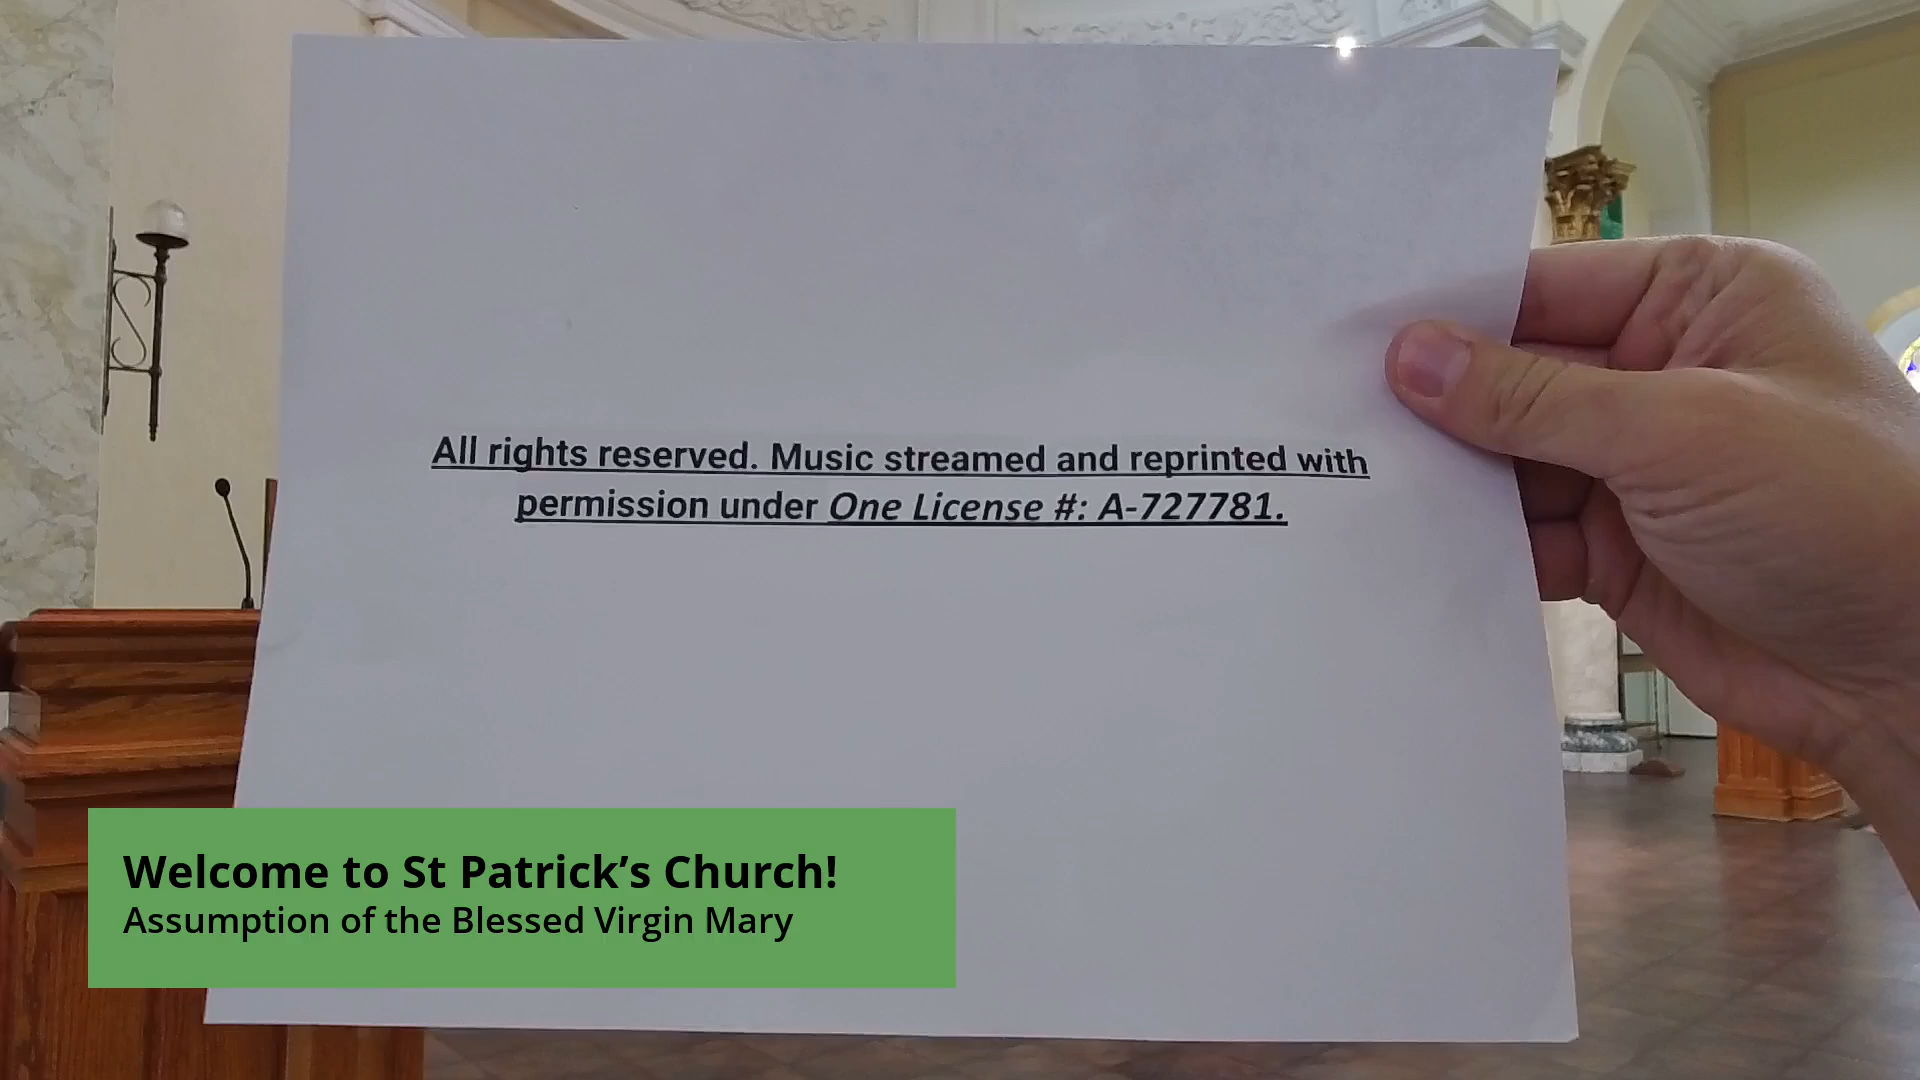 All rights reserved. Music streamed and reprinted with
permission under One License #: A-727781.
Welcome to St Patrick’s Church!
Assumption of the Blessed Virgin Mary